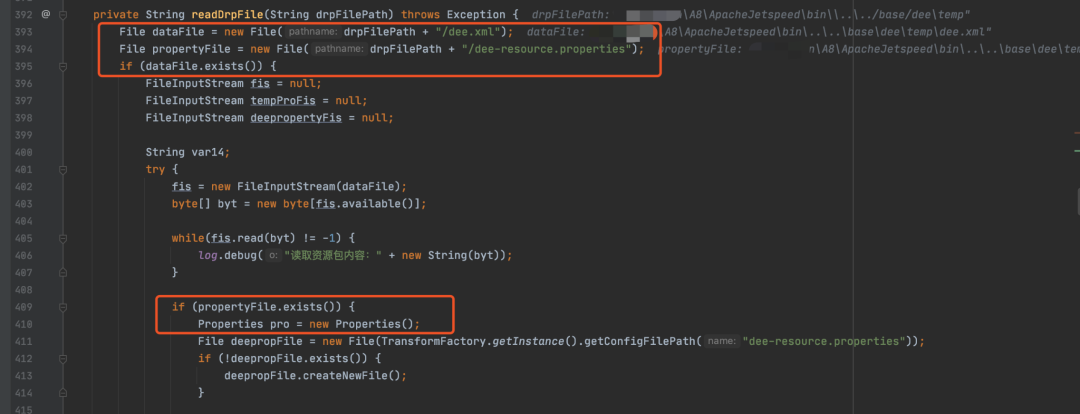 392 @ private String readDrpFile(String drpFilePath) throws Exception { drpFilePath: \A8\ApacheJetspeed\bin\\..\../base/dee\temp"
393 File dataFile = new File( pathname: drpFilePath + "/dee.xml"); dataFile: \A8\ApacheJetspeed\bin\..\..\base\dee\temp\dee.xml"
394 File propertyFile = new File( pathname: drpFilePath + "/dee-resource.properties"); propertyFile: \A8\ApacheJetspeed\bin\..\..\base\dee\tem
395 if (dataFile.exists()) {
396 FileInputStream fis = null;
397 FileInputStream tempProFis = null;
398 FileInputStream deepropertyFis = null;
399
400 String var14;
401 try {
402 fis = new FileInputStream(dataFile);
403 byte[] byt = new byte[fis.available()];
404
405 while(fis.read(byt) != -1) {
406 log.debug( o: "读取资源包内容：" + new String(byt));
407 }
408
409 if (propertyFile.exists()) {
410 Properties pro = new Properties();
411 File deepropFile = new File(TransformFactory.getInstance().getConfigFilePath( name: "dee-resource.properties"));
412 if (!deepropFile.exists()) {
413 deepropFile.createNewFile();
414 }
415